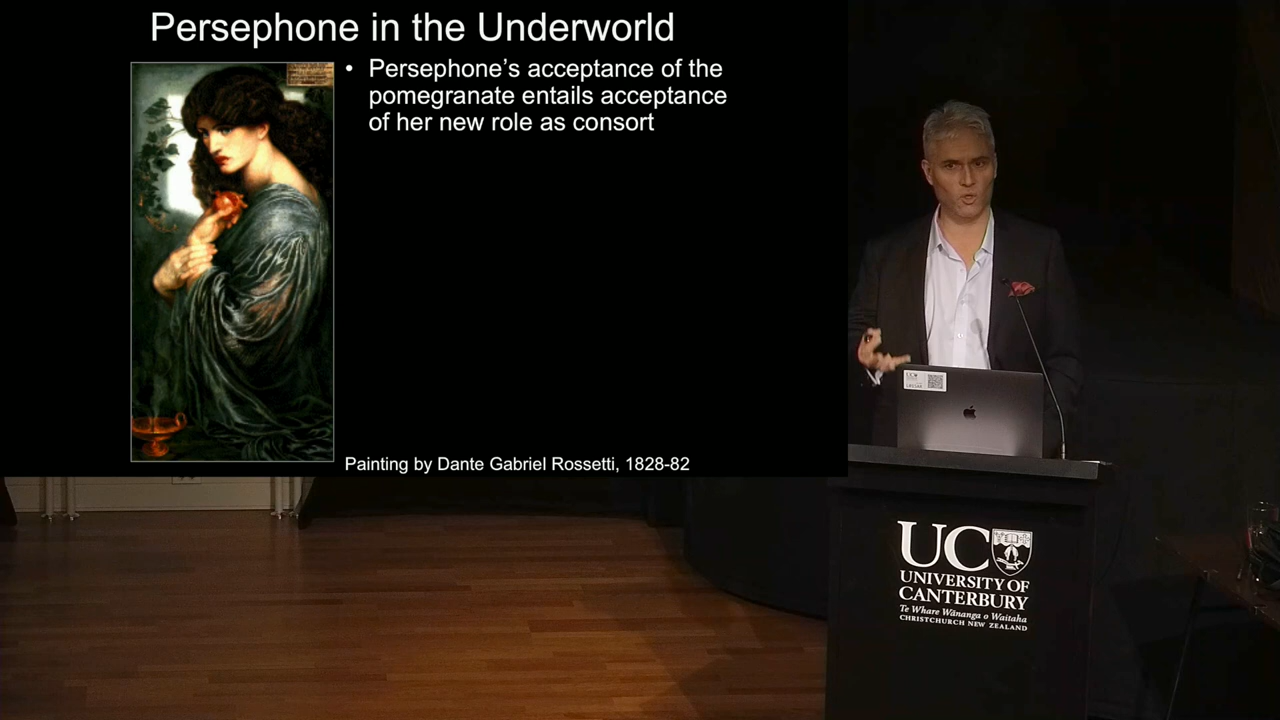 Persephone in the Underworld
• Persephone's acceptance of the
pomegranate entails acceptance
of her new role as consort
Painting by Dante Gabriel Rossetti, 1828-82
UC
UC
UNIVERSITY OF
CANTERBURY
Te Whare Wānanga o Waitaha
CHRISTCHURCH NEW ZEALAND